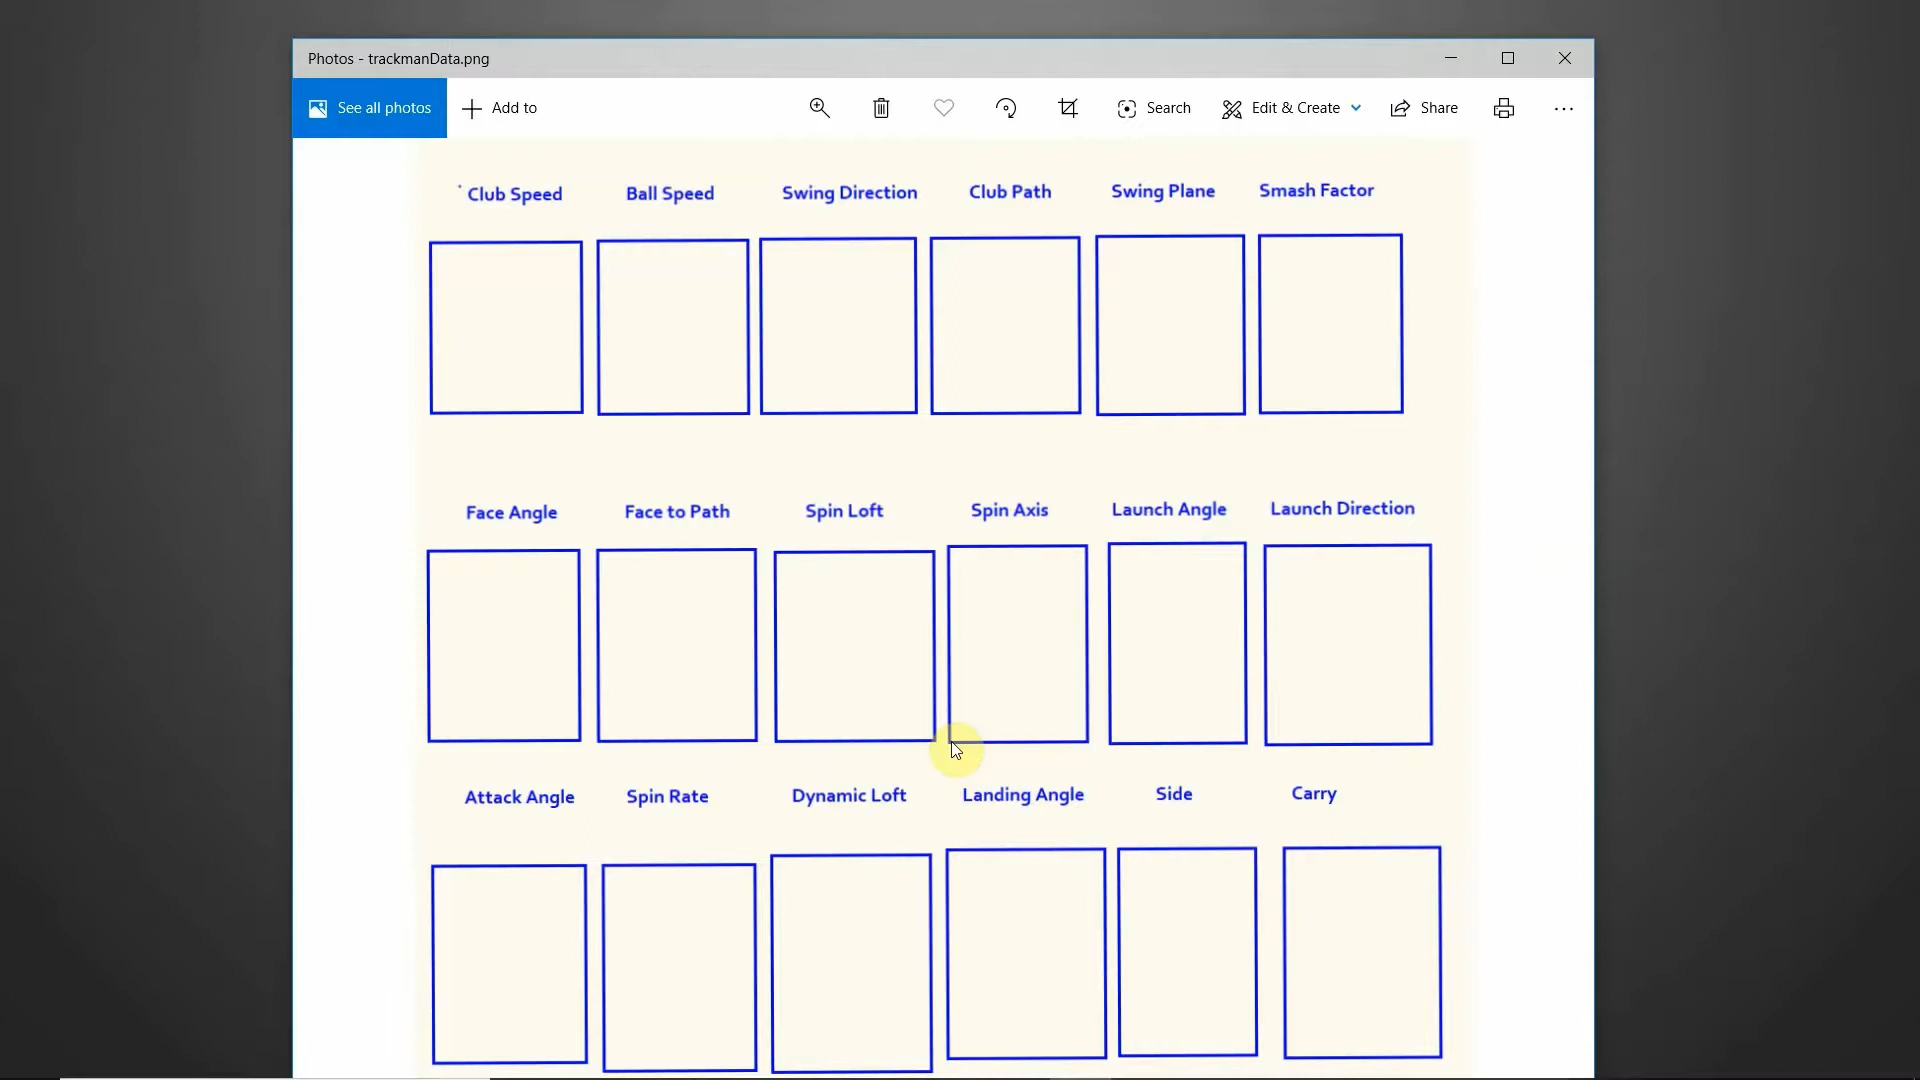 Photos - trackmanData.png
See all photos Add to Search Edit & Create Share
Club Speed Ball Speed Swing Direction Club Path Swing Plane Smash Factor
Face Angle Face to Path Spin Loft Spin Axis Launch Angle Launch Direction
Attack Angle Spin Rate Dynamic Loft Landing Angle Side Carry